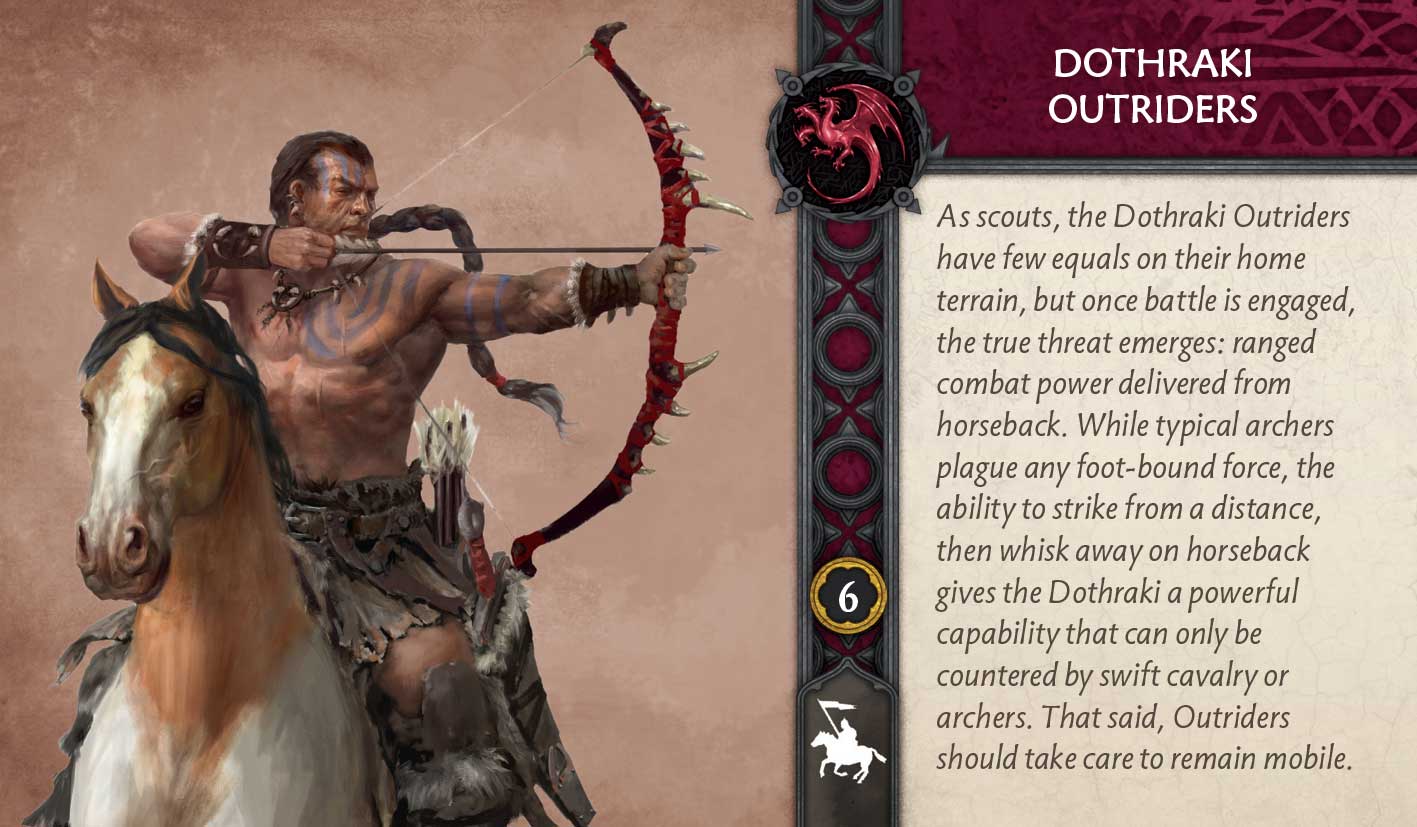 DOTHRAKI
OUTRIDERS
As scouts, the Dothraki Outriders
have few equals on their home
terrain, but once battle is engaged,
the true threat emerges: ranged
combat power delivered from
horseback. While typical archers
plague any foot-bound force, the
ability to strike from a distance,
then whisk away on horseback
gives the Dothraki a powerful
capability that can only be
countered by swift cavalry or
archers. That said, Outriders
should take care to remain mobile.
6